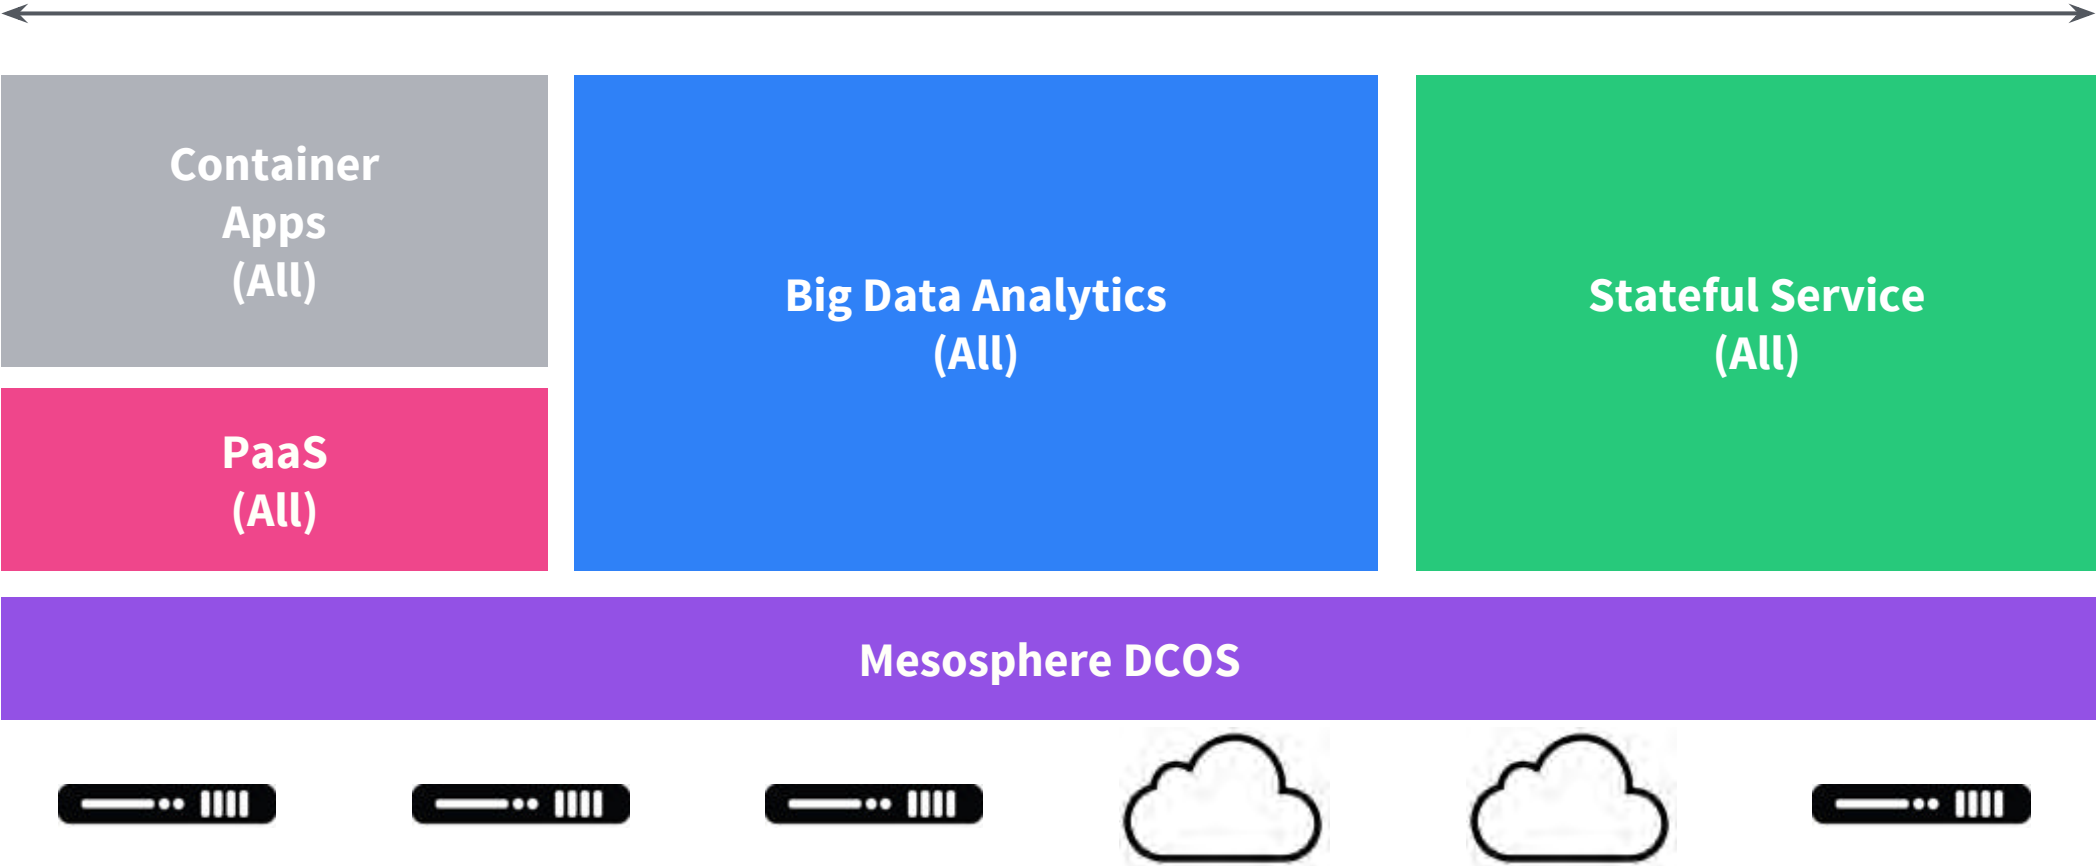 Container
Apps
(All)
PaaS
(All)
Big Data Analytics
(All)
Stateful Service
(All)
Mesosphere DCOS